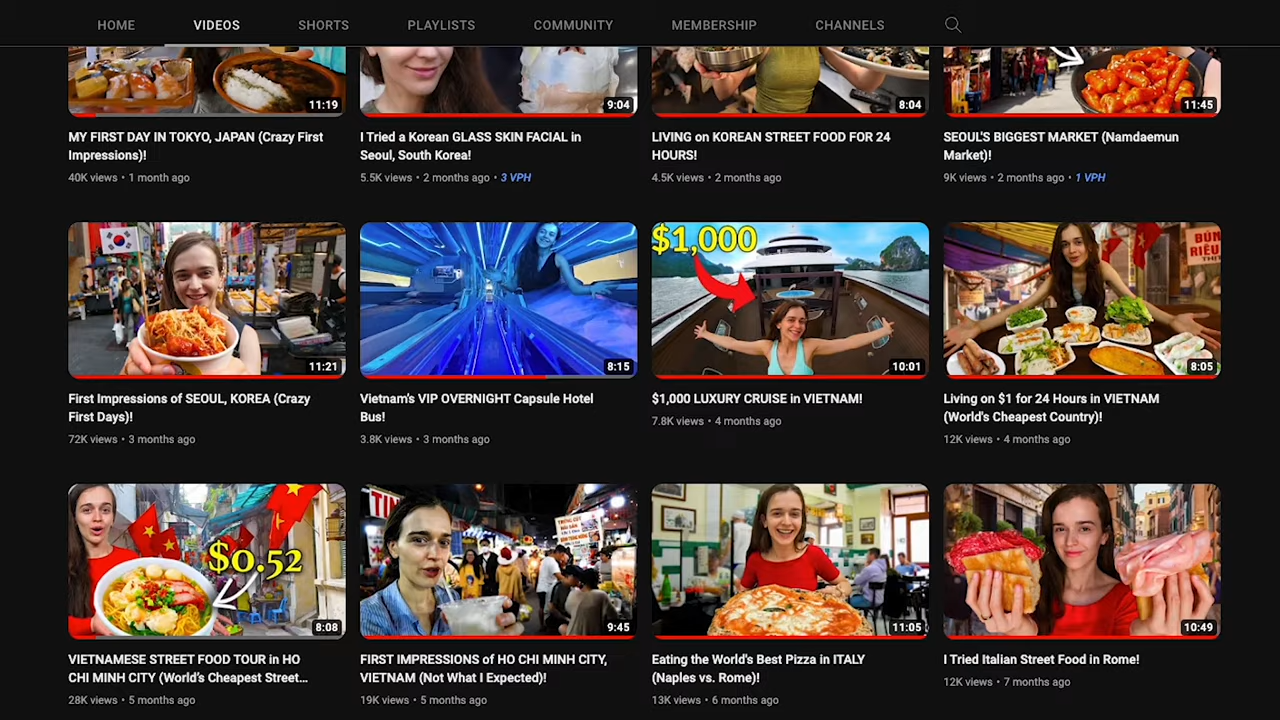 HOME VIDEOS SHORTS PLAYLISTS COMMUNITY MEMBERSHIP CHANNELS
11:19 9:04 8:04 11:45
MY FIRST DAY IN TOKYO, JAPAN (Crazy First
Impressions)!
40K views • 1 month ago
I Tried a Korean GLASS SKIN FACIAL in
Seoul, South Korea!
5.5K views • 2 months ago • 3 VPH
LIVING on KOREAN STREET FOOD FOR 24
HOURS!
4.5K views • 2 months ago
SEOUL'S BIGGEST MARKET (Namdaemun
Market)!
9K views • 2 months ago • 1 VPH
11:21
First Impressions of SEOUL, KOREA (Crazy
First Days)!
72K views • 3 months ago
8:15
Vietnam's VIP OVERNIGHT Capsule Hotel
Bus!
3.8K views • 3 months ago
$1,000
10:01
$1,000 LUXURY CRUISE in VIETNAM!
7.8K views • 4 months ago
BÚN
RIÊU
8:05
Living on $1 for 24 Hours in VIETNAM
(World's Cheapest Country)!
12K views • 4 months ago
$0.52
8:08
VIETNAMESE STREET FOOD TOUR in HO
CHI MINH CITY (World's Cheapest Street...
28K views • 5 months ago
9:45
FIRST IMPRESSIONS of HO CHI MINH CITY,
VIETNAM (Not What I Expected)!
19K views • 5 months ago
11:05
Eating the World's Best Pizza in ITALY
(Naples vs. Rome)!
13K views • 6 months ago
10:49
I Tried Italian Street Food in Rome!
12K views • 7 months ago